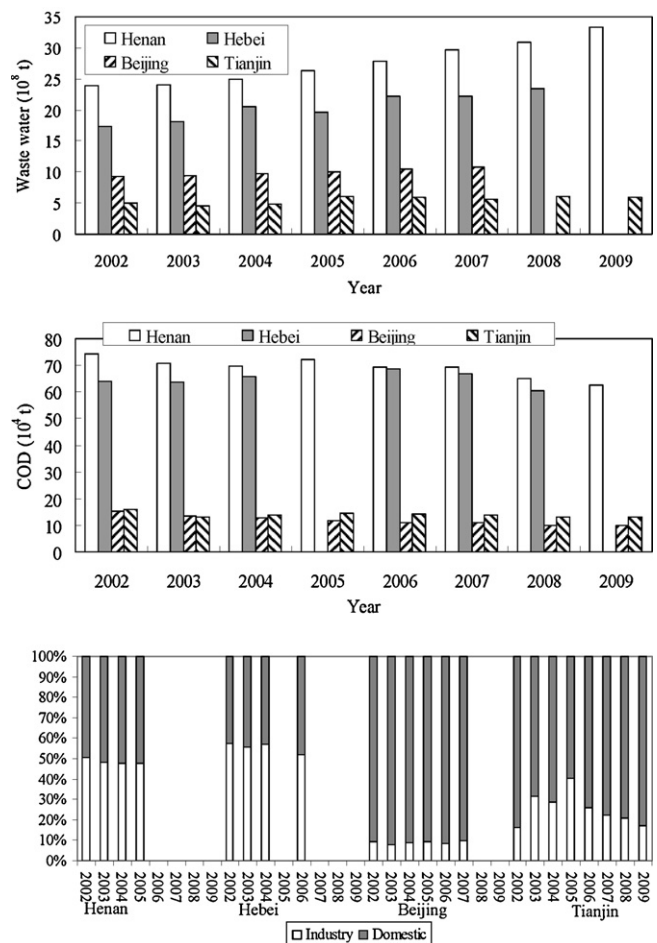 35
30
25
20
15
10
5
0
Waste water (10⁸ t)
Henan Hebei
Beijing Tianjin
2002 2003 2004 2005 2006 2007 2008 2009
Year
80
70
60
50
40
30
20
10
0
COD (10⁴ t)
Henan Hebei Beijing Tianjin
2002 2003 2004 2005 2006 2007 2008 2009
Year
100%
90%
80%
70%
60%
50%
40%
30%
20%
10%
0%
2002 2003 2004 2005 2006 2007 2008 2009 2002 2003 2004 2005 2006 2007 2008 2009 2002 2003 2004 2005 2006 2007 2008 2009 2002 2003 2004 2005 2006 2007 2008 2009
Henan Hebei Beijing Tianjin
Industry Domestic